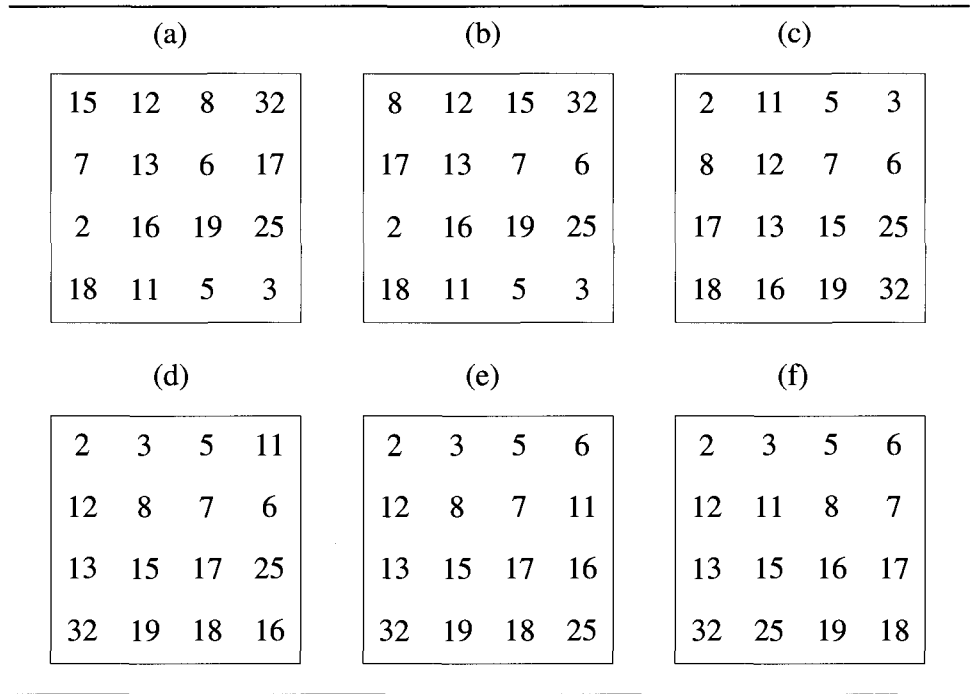 (a) (b) (c)
15 12 8 32 8 12 15 32 2 11 5 3
7 13 6 17 17 13 7 6 8 12 7 6
2 16 19 25 2 16 19 25 17 13 15 25
18 11 5 3 18 11 5 3 18 16 19 32
(d) (e) (f)
2 3 5 11 2 3 5 6 2 3 5 6
12 8 7 6 12 8 7 11 12 11 8 7
13 15 17 25 13 15 17 16 13 15 16 17
32 19 18 16 32 19 18 25 32 25 19 18